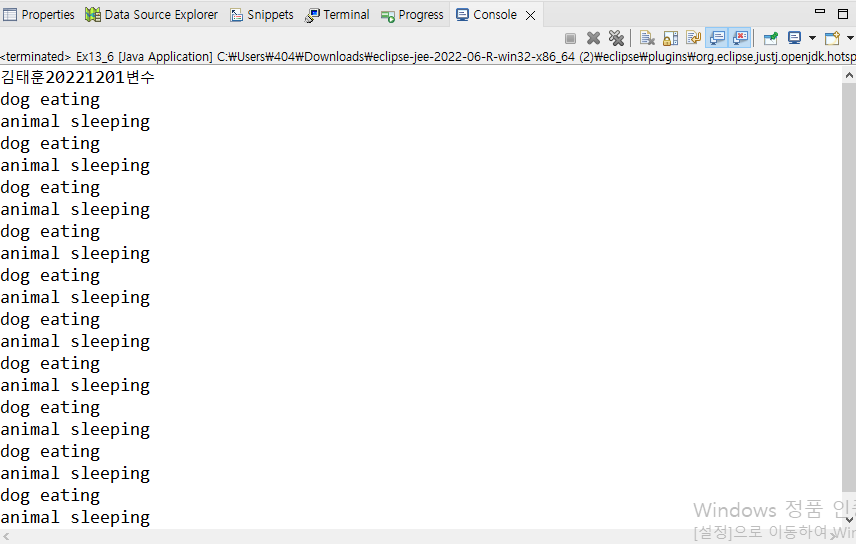 Properties Data Source Explorer Snippets Terminal Progress Console
<terminated> Ex13_6 [Java Application] C:₩Users₩404₩Downloads₩eclipse-jee-2022-06-R-win32-x86_64 (2)₩eclipse₩plugins₩org.eclipse.justj.openjdk.hotsp
김태훈20221201변수
dog eating
animal sleeping
dog eating
animal sleeping
dog eating
animal sleeping
dog eating
animal sleeping
dog eating
animal sleeping
dog eating
animal sleeping
dog eating
animal sleeping
dog eating
animal sleeping
dog eating
animal sleeping
dog eating
animal sleeping
Windows 정품 인증
[설정]으로 이동하여 Win